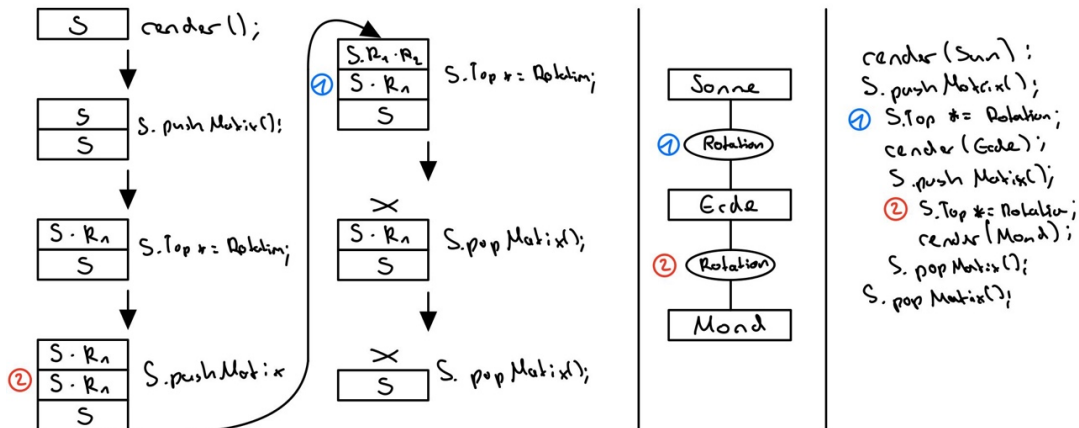 S render();
S
S
S.pushMatrix();
S·R₁
S
S.Top *= Rotation;
②
S·R₁
S·R₁
S
S.pushMatrix
①
S·R₁·R₂
S·R₁
S
S.Top *= Rotation;
S·R₁
S
S.popMatrix();
S
S.popMatrix();
Sonne
① Rotation
Erde
② Rotation
Mond
render(Sunn);
S.pushMatrix();
① S.Top *= Rotation;
render(Erde);
S.pushMatrix();
② S.Top *= Rotation;
render(Mond);
S.popMatrix();
S.popMatrix();